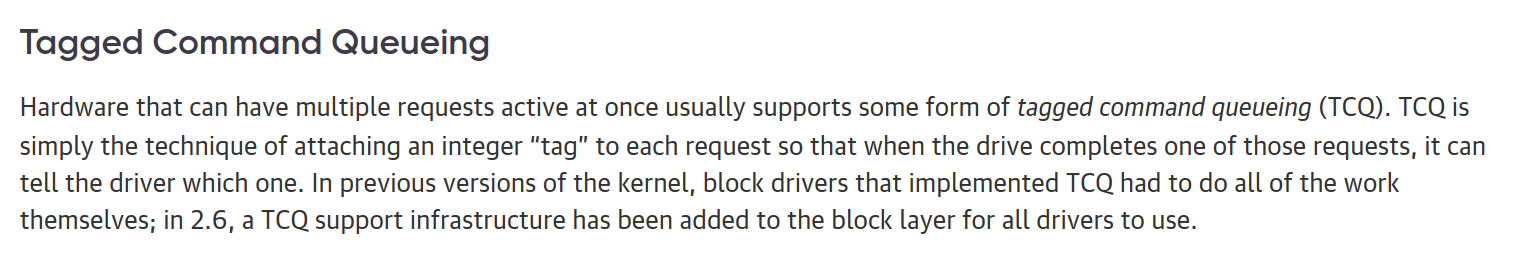 Tagged Command Queueing
Hardware that can have multiple requests active at once usually supports some form of tagged command queueing (TCQ). TCQ is
simply the technique of attaching an integer “tag” to each request so that when the drive completes one of those requests, it can
tell the driver which one. In previous versions of the kernel, block drivers that implemented TCQ had to do all of the work
themselves; in 2.6, a TCQ support infrastructure has been added to the block layer for all drivers to use.